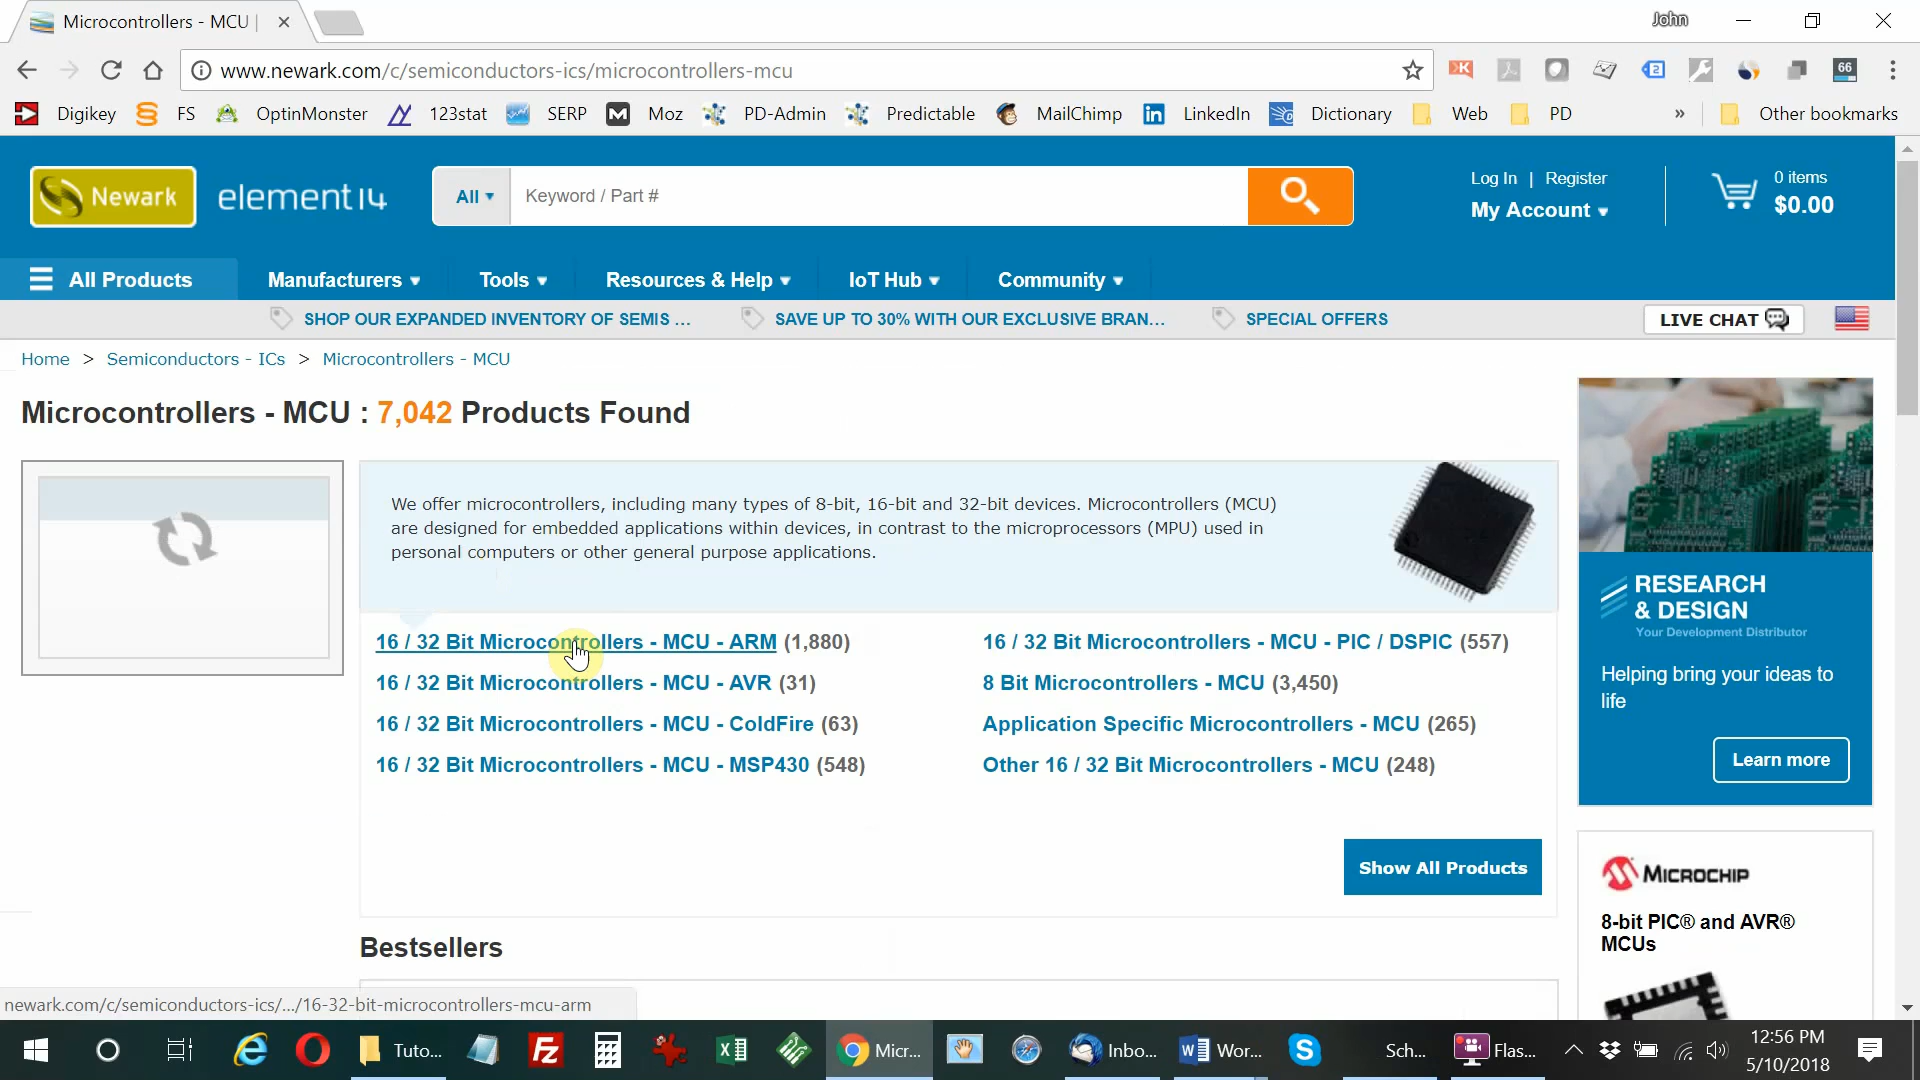 Microcontrollers - MCU |
John
www.newark.com/c/semiconductors-ics/microcontrollers-mcu
2
66
Digikey FS OptinMonster 123stat SERP Moz PD-Admin Predictable MailChimp LinkedIn Dictionary Web PD » Other bookmarks
Newark element14
All
Keyword / Part #
Log In | Register
My Account
0 items
$0.00
All Products Manufacturers Tools Resources & Help IoT Hub Community
SHOP OUR EXPANDED INVENTORY OF SEMIS ... SAVE UP TO 30% WITH OUR EXCLUSIVE BRAN... SPECIAL OFFERS LIVE CHAT
Home > Semiconductors - ICs > Microcontrollers - MCU
Microcontrollers - MCU : 7,042 Products Found
We offer microcontrollers, including many types of 8-bit, 16-bit and 32-bit devices. Microcontrollers (MCU)
are designed for embedded applications within devices, in contrast to the microprocessors (MPU) used in
personal computers or other general purpose applications.
16 / 32 Bit Microcontrollers - MCU - ARM (1,880)
16 / 32 Bit Microcontrollers - MCU - AVR (31)
16 / 32 Bit Microcontrollers - MCU - ColdFire (63)
16 / 32 Bit Microcontrollers - MCU - MSP430 (548)
16 / 32 Bit Microcontrollers - MCU - PIC / DSPIC (557)
8 Bit Microcontrollers - MCU (3,450)
Application Specific Microcontrollers - MCU (265)
Other 16 / 32 Bit Microcontrollers - MCU (248)
Show All Products
Bestsellers
RESEARCH
& DESIGN
Your Development Distributor
Helping bring your ideas to
life
Learn more
MICROCHIP
8-bit PIC® and AVR®
MCUs
newark.com/c/semiconductors-ics/.../16-32-bit-microcontrollers-mcu-arm
Tuto... Micr... Inbo... Wor... Sch... Flas...
12:56 PM
5/10/2018